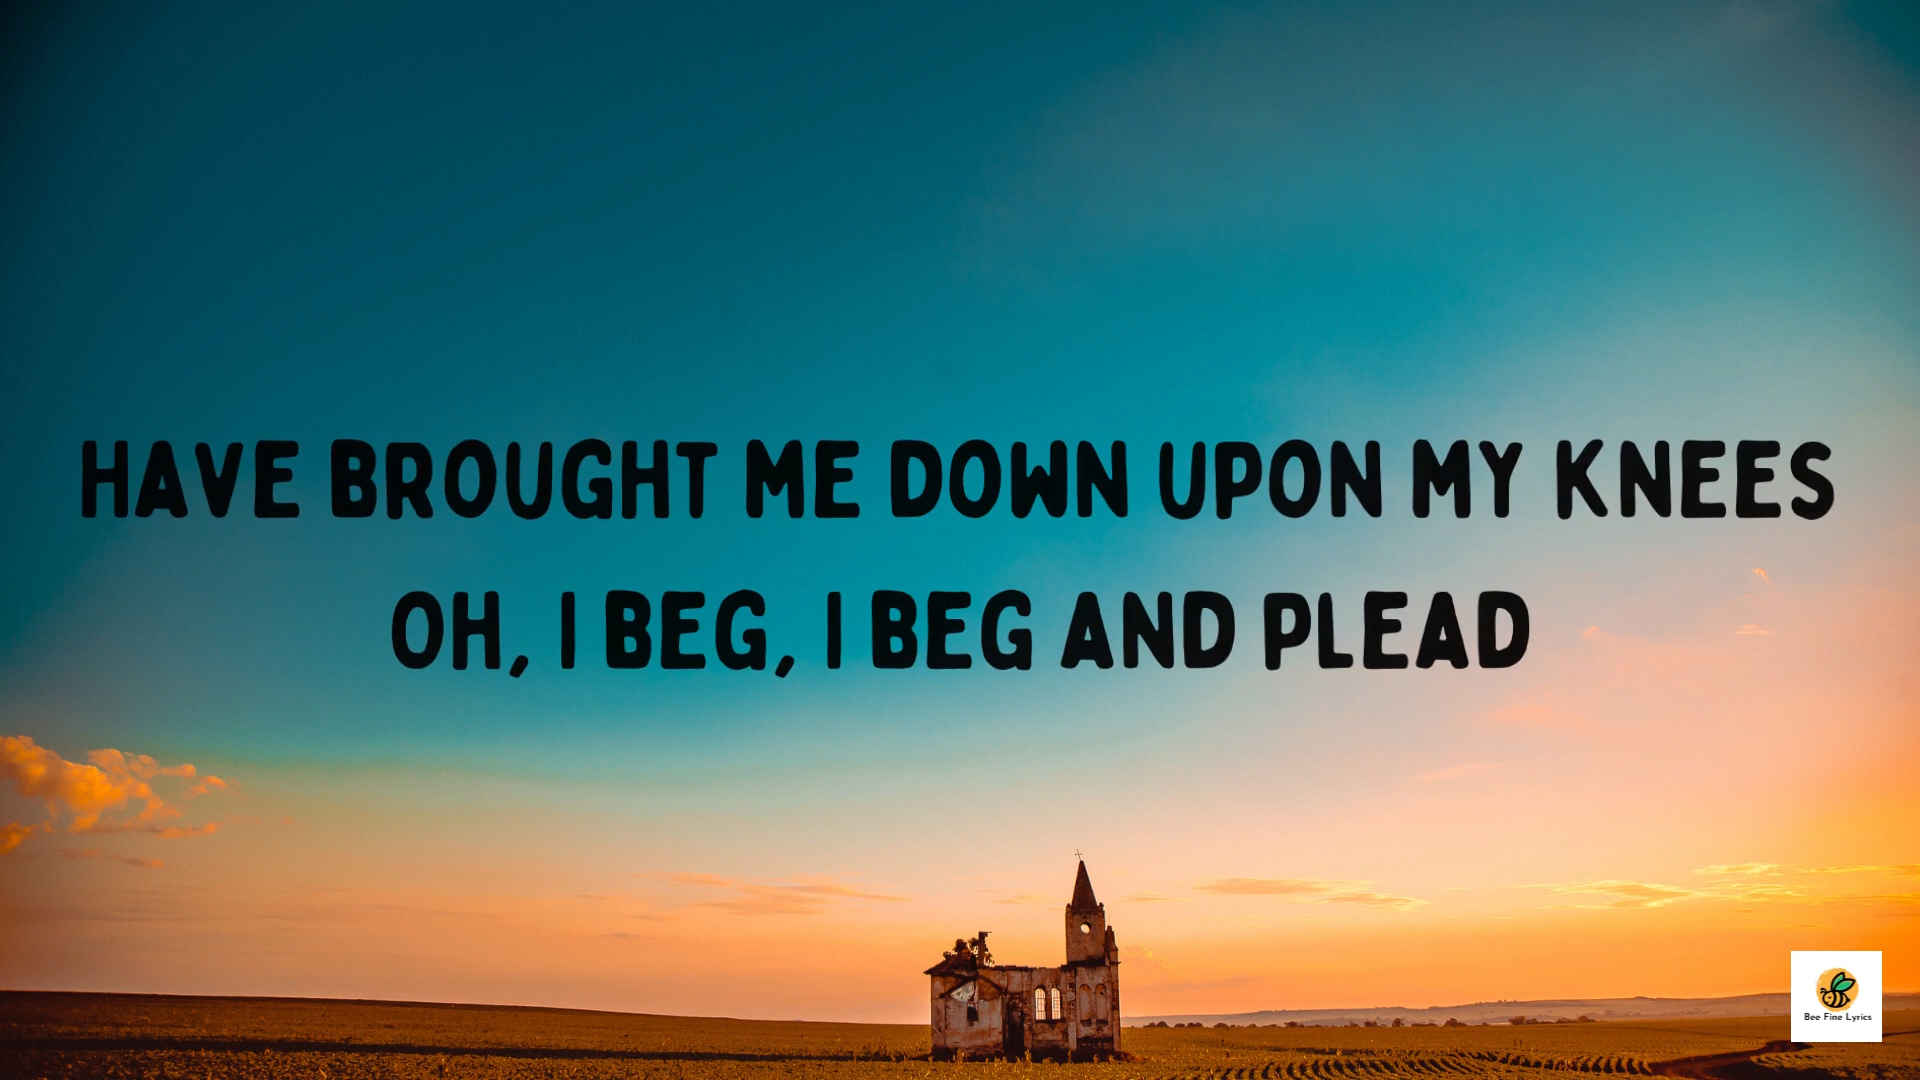 HAVE BROUGHT ME DOWN UPON MY KNEES
OH, I BEG, I BEG AND PLEAD
Bee Fine Lyrics